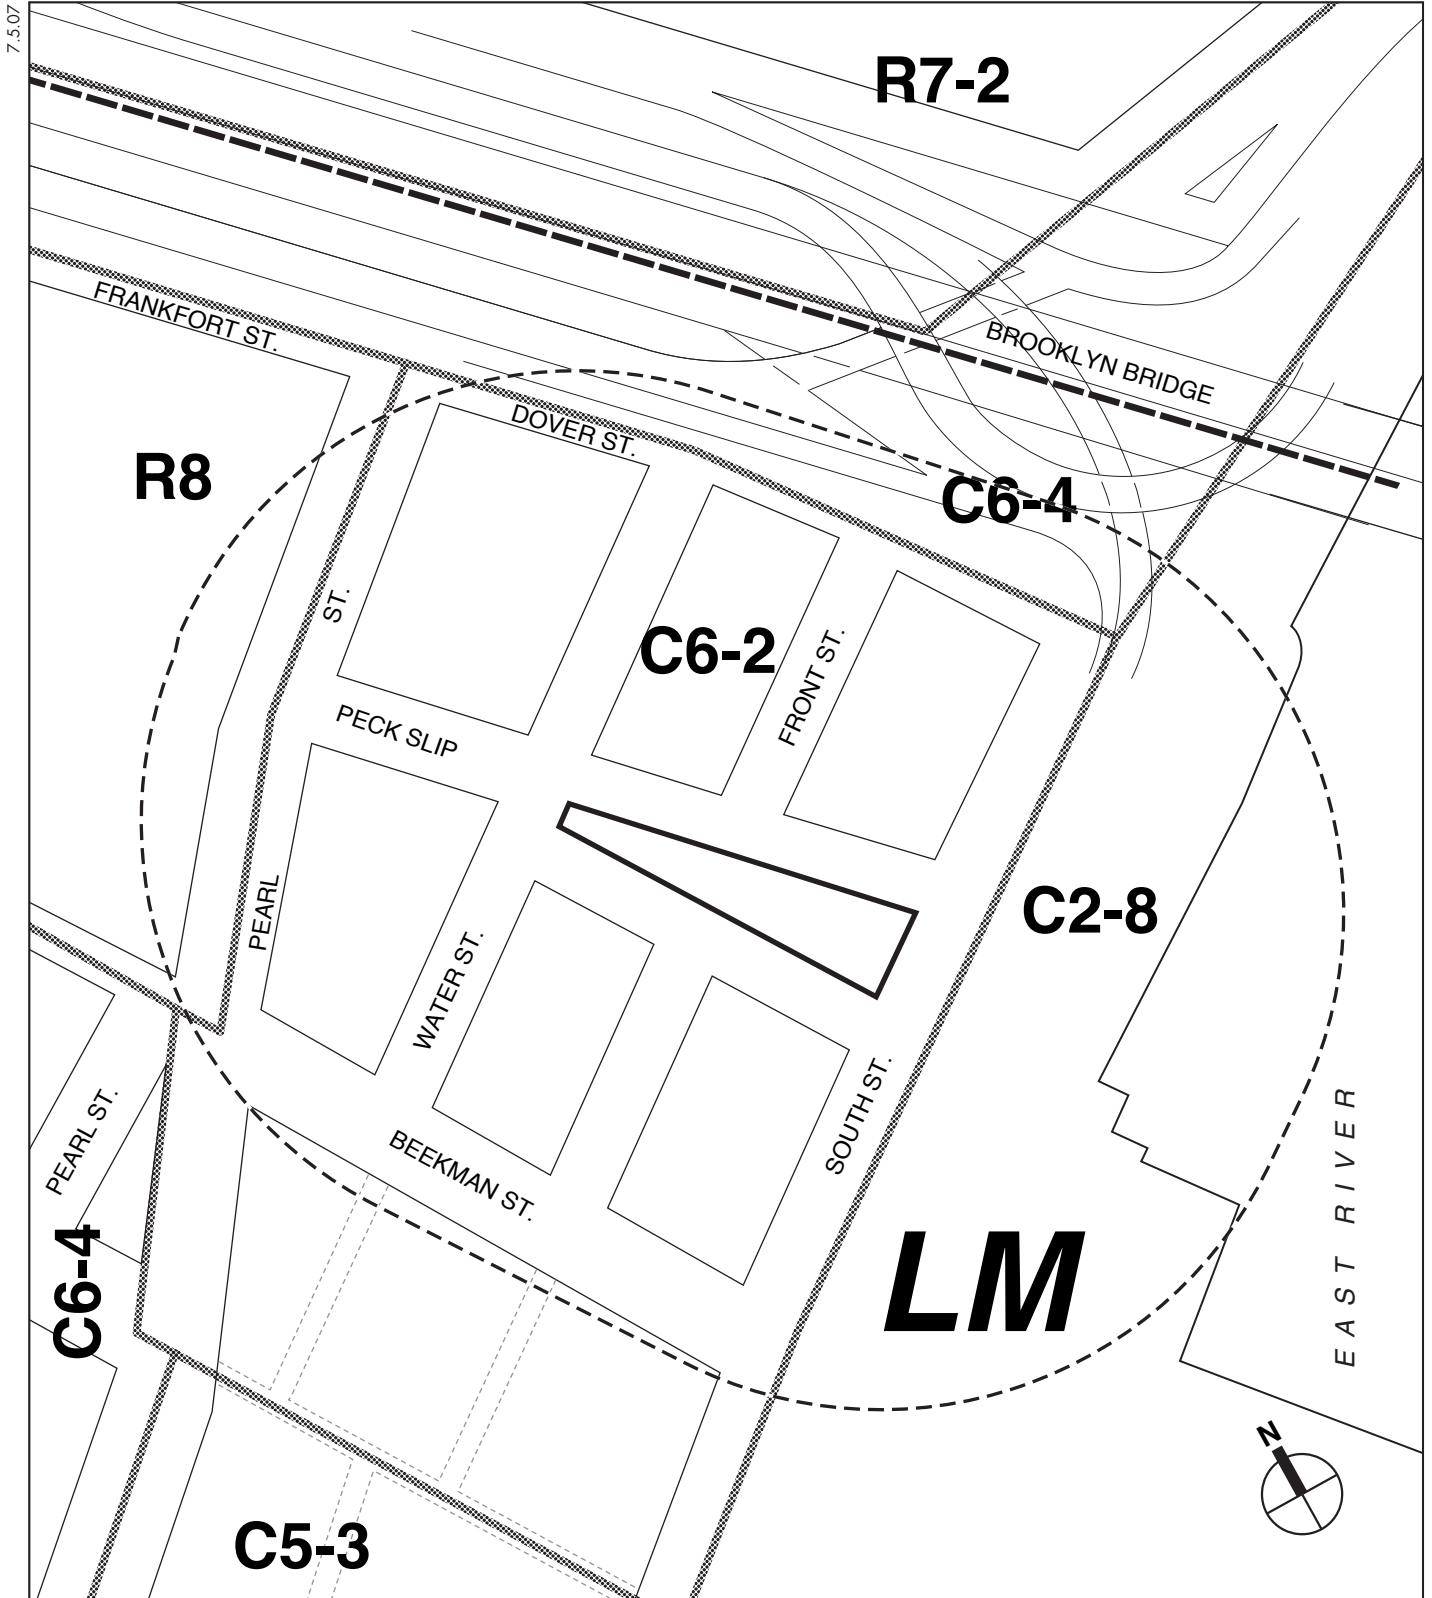 7.5.07
R7-2
FRANKFORT ST.
BROOKLYN BRIDGE
DOVER ST.
R8
C6-4
ST.
C6-2
FRONT ST.
PECK SLIP
PEARL
C2-8
WATER ST.
SOUTH ST.
PEARL ST.
BEEKMAN ST.
EAST RIVER
C6-4
LM
N
C5-3